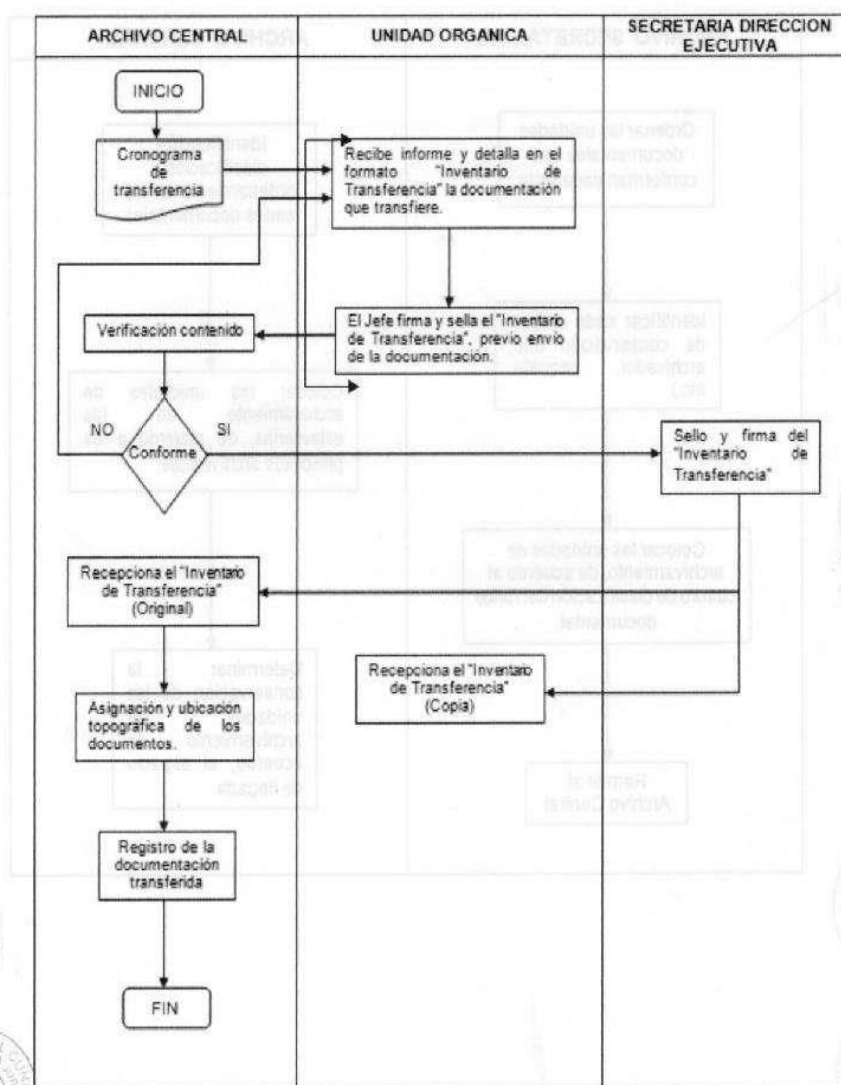 ARCHIVO CENTRAL
UNIDAD ORGANICA
SECRETARIA DIRECCION
EJECUTIVA
INICIO
Cronograma
de
transferencia
Recibe informe y detalla en el
formato "Inventario de
Transferencia" la documentación
que transfiere.
El Jefe firma y sella el "Inventario
de Transferencia", previo envío
de la documentación.
Verificación contenido
NO
SI
Conforme
Sello y firma del
"Inventario de
Transferencia"
Recepciona el "Inventario
de Transferencia"
(Original)
Recepciona el "Inventario
de Transferencia"
(Copia)
Asignación y ubicación
topográfica de los
documentos.
Registro de la
documentación
transferida
FIN